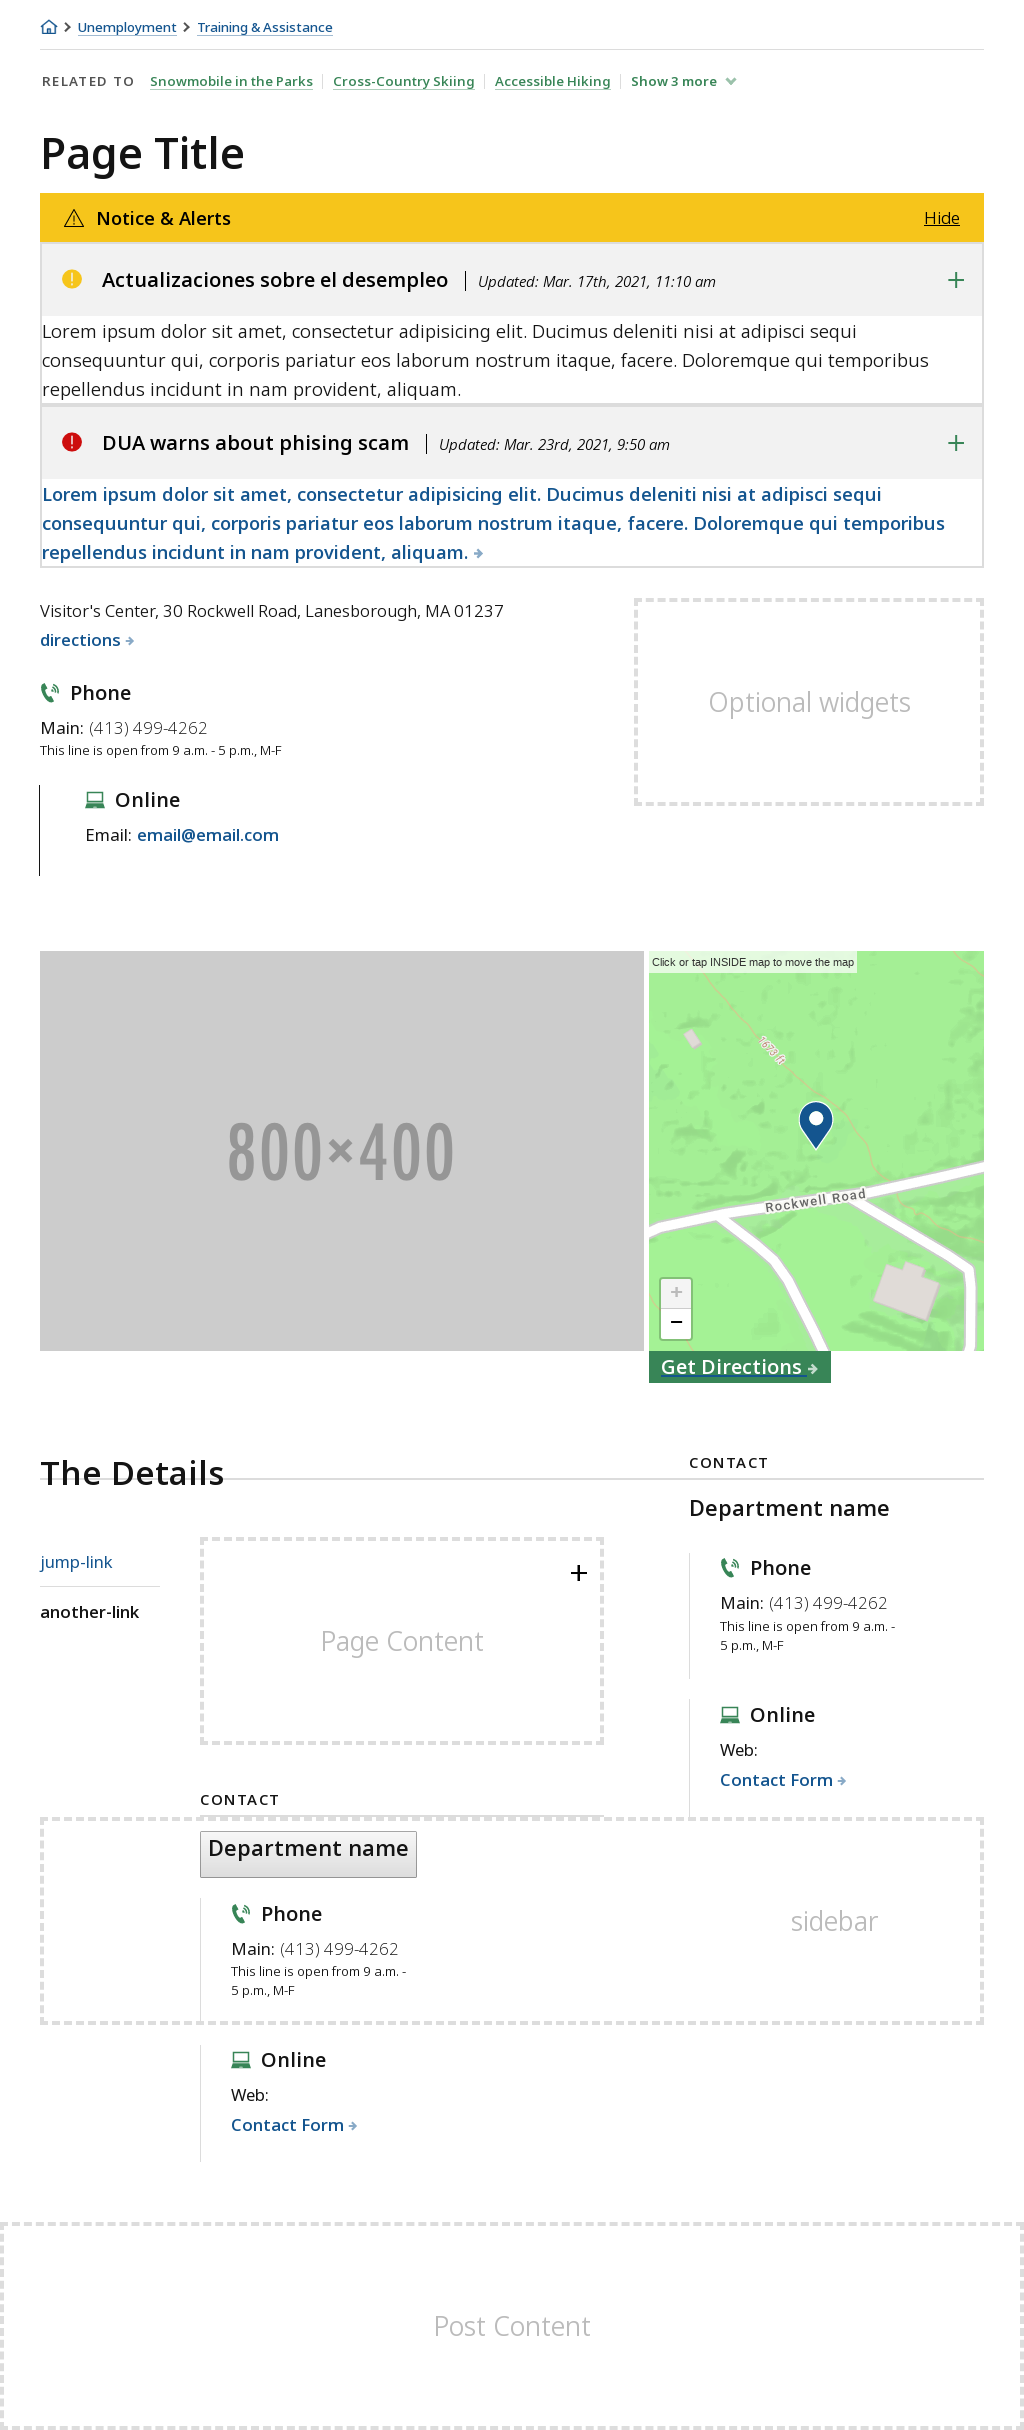 Unemployment Training & Assistance
RELATED TO Snowmobile in the Parks Cross-Country Skiing Accessible Hiking Show 3 more
Page Title
Notice & Alerts Hide
Actualizaciones sobre el desempleo Updated: Mar. 17th, 2021, 11:10 am
Lorem ipsum dolor sit amet, consectetur adipisicing elit. Ducimus deleniti nisi at adipisci sequi
consequuntur qui, corporis pariatur eos laborum nostrum itaque, facere. Doloremque qui temporibus
repellendus incidunt in nam provident, aliquam.
DUA warns about phising scam Updated: Mar. 23rd, 2021, 9:50 am
Lorem ipsum dolor sit amet, consectetur adipisicing elit. Ducimus deleniti nisi at adipisci sequi
consequuntur qui, corporis pariatur eos laborum nostrum itaque, facere. Doloremque qui temporibus
repellendus incidunt in nam provident, aliquam.
Visitor's Center, 30 Rockwell Road, Lanesborough, MA 01237
directions
Phone
Main: (413) 499-4262
This line is open from 9 a.m. - 5 p.m., M-F
Online
Email: email@email.com
Optional widgets
800×400
Click or tap INSIDE map to move the map
1673 ft
Rockwell Road
+
−
Get Directions
The Details
jump-link
another-link
+
Page Content
CONTACT
Department name
Phone
Main: (413) 499-4262
This line is open from 9 a.m. -
5 p.m., M-F
Online
Web:
Contact Form
CONTACT
Department name
Phone
Main: (413) 499-4262
This line is open from 9 a.m. -
5 p.m., M-F
Online
Web:
Contact Form
sidebar
Post Content